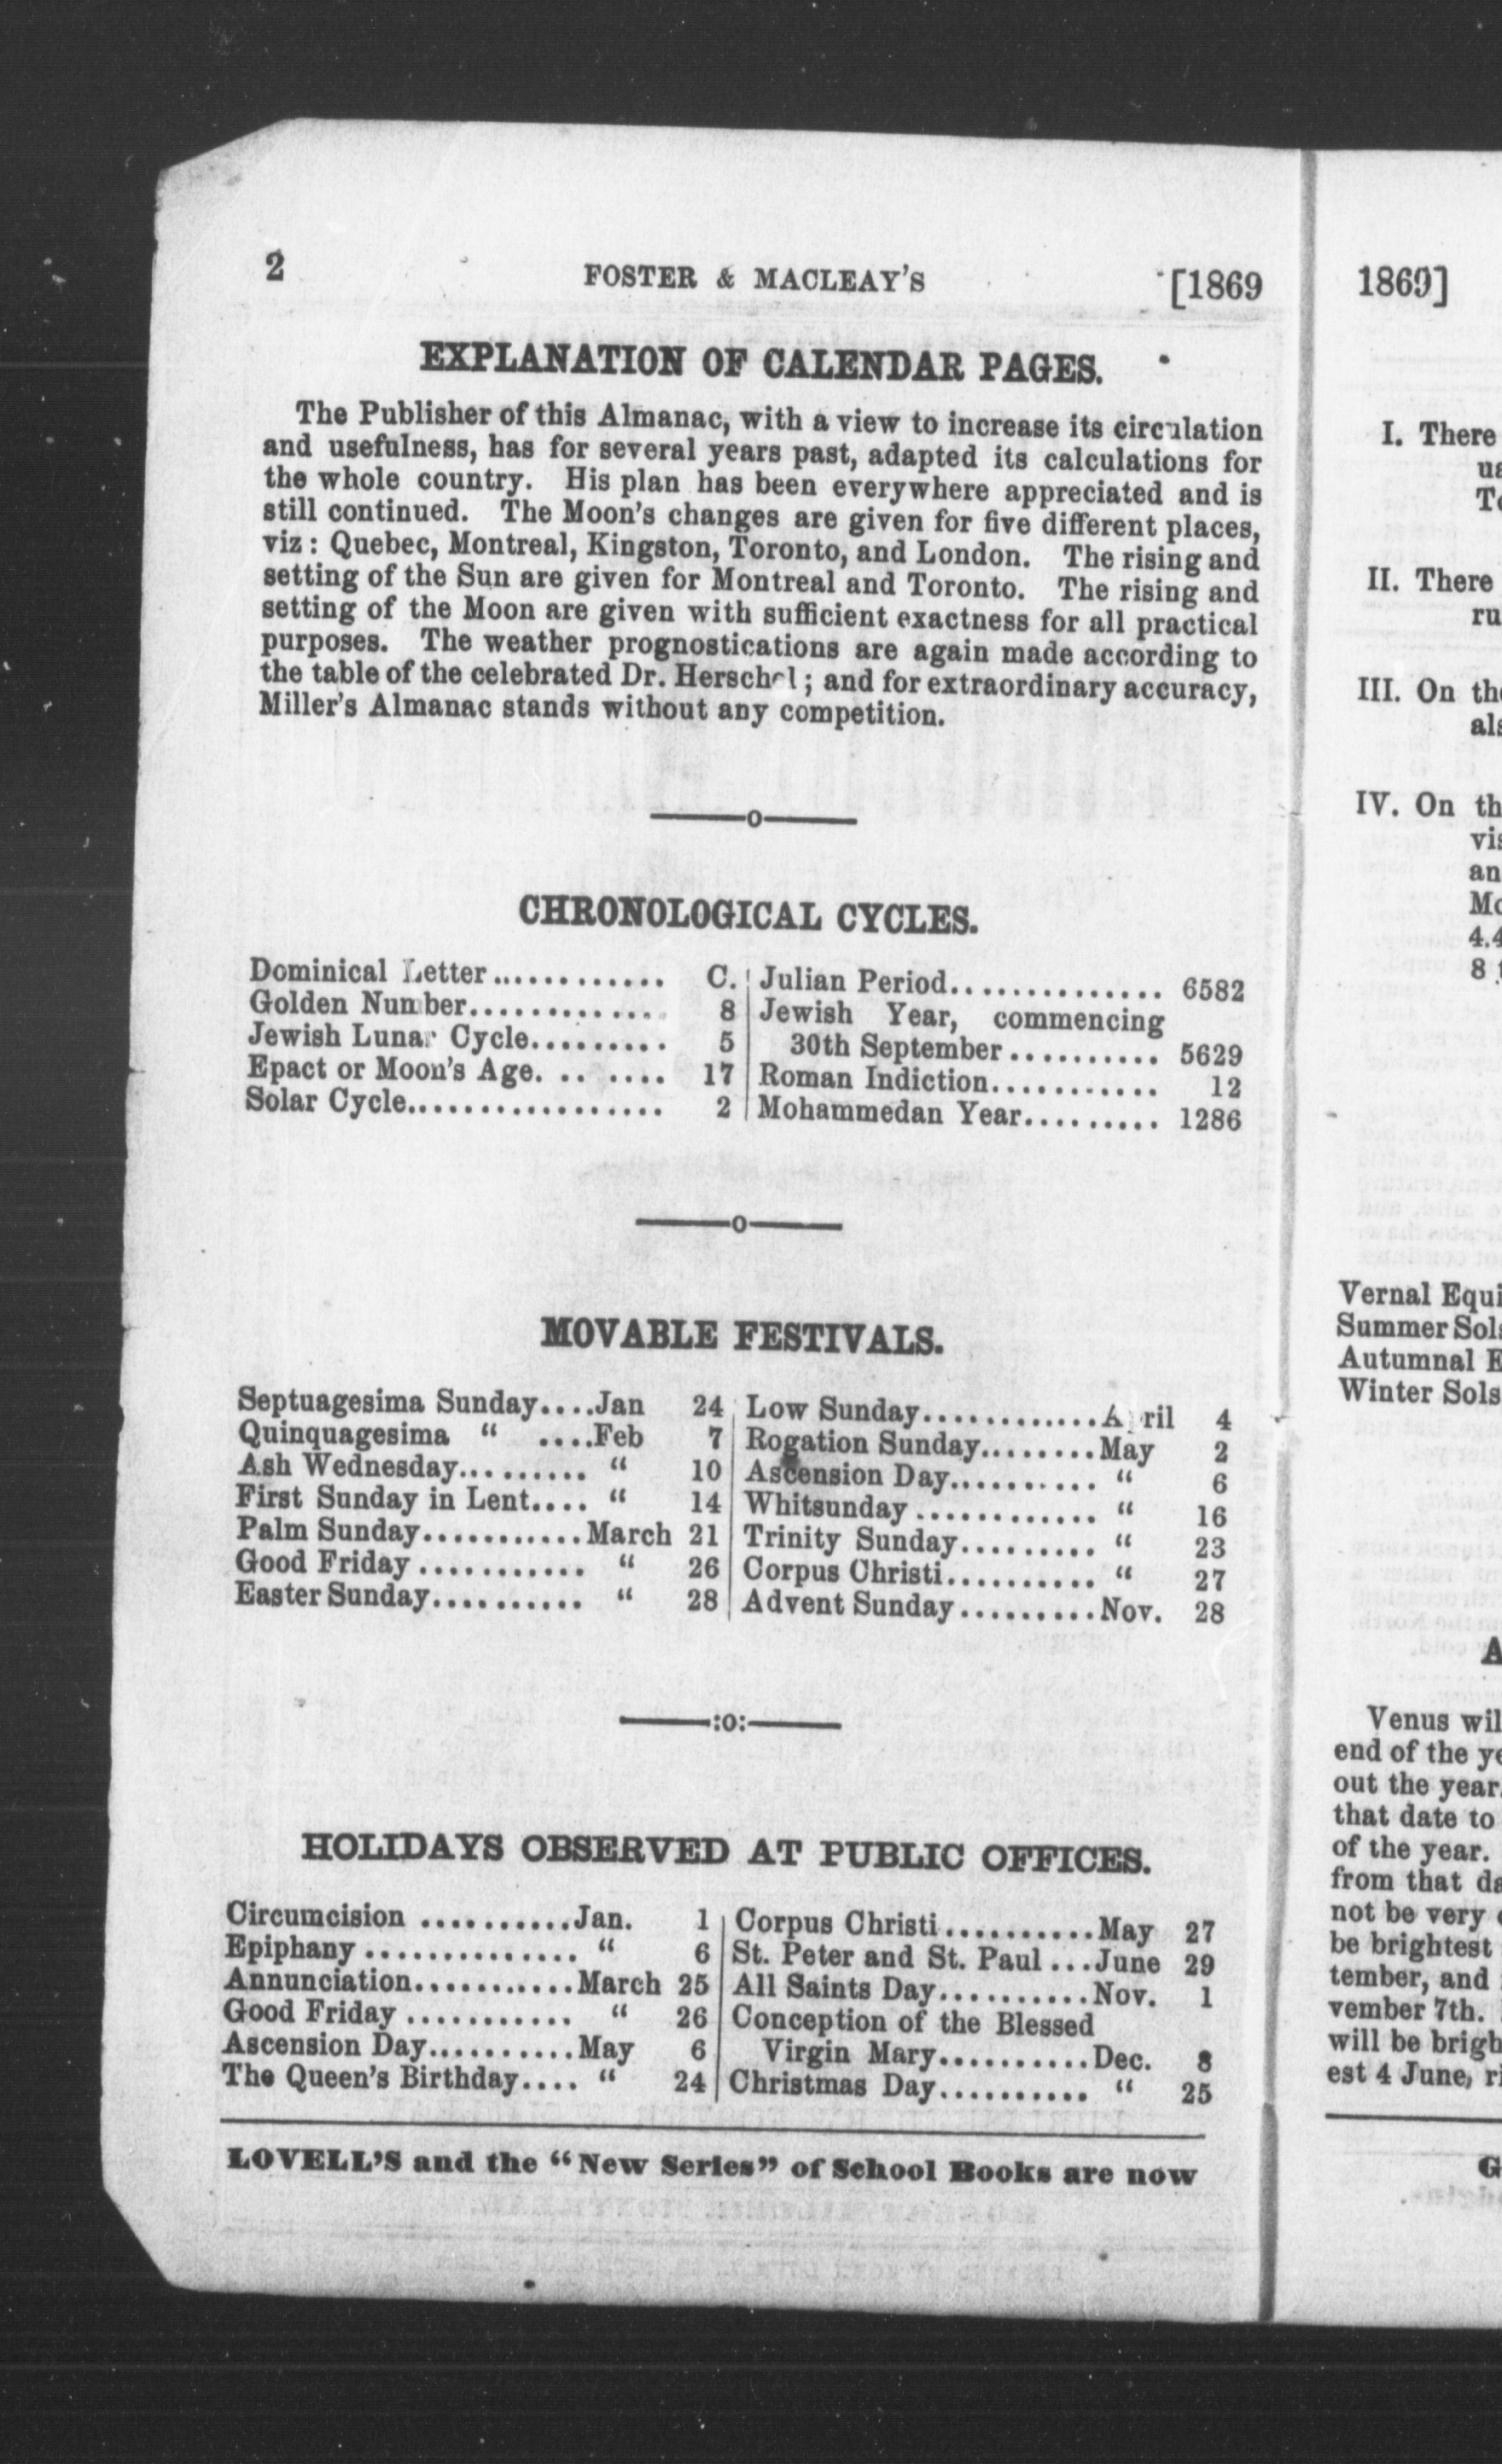 2 FOSTER & MACLEAY'S [1869
EXPLANATION OF CALENDAR PAGES.
The Publisher of this Almanac, with a view to increase its circulation
and usefulness, has for several years past, adapted its calculations for
the whole country. His plan has been everywhere appreciated and is
still continued. The Moon's changes are given for five different places,
viz : Quebec, Montreal, Kingston, Toronto, and London. The rising and
setting of the Sun are given for Montreal and Toronto. The rising and
setting of the Moon are given with sufficient exactness for all practical
purposes. The weather prognostications are again made according to
the table of the celebrated Dr. Herschel ; and for extraordinary accuracy,
Miller's Almanac stands without any competition.
CHRONOLOGICAL CYCLES.
Dominical Letter............ C.
Golden Number............. 8
Jewish Lunar Cycle......... 5
Epact or Moon's Age. .. .... 17
Solar Cycle.................. 2
Julian Period.............. 6582
Jewish Year, commencing
30th September.......... 5629
Roman Indiction........... 12
Mohammedan Year......... 1286
MOVABLE FESTIVALS.
Septuagesima Sunday....Jan 24
Quinquagesima " ....Feb 7
Ash Wednesday......... " 10
First Sunday in Lent.... " 14
Palm Sunday...........March 21
Good Friday............ " 26
Easter Sunday.......... " 28
Low Sunday............April 4
Rogation Sunday........May 2
Ascension Day.......... " 6
Whitsunday............ " 16
Trinity Sunday......... " 23
Corpus Christi.......... " 27
Advent Sunday.........Nov. 28
HOLIDAYS OBSERVED AT PUBLIC OFFICES.
Circumcision ..........Jan. 1
Epiphany .............. " 6
Annunciation...........March 25
Good Friday ........... " 26
Ascension Day..........May 6
The Queen's Birthday.... " 24
Corpus Christi..........May 27
St. Peter and St. Paul ...June 29
All Saints Day..........Nov. 1
Conception of the Blessed
Virgin Mary..........Dec. 8
Christmas Day.......... " 25
LOVELL'S and the "New Series" of School Books are now
1869]
I. There
II. There
ru
III. On the
als
IV. On th
vis
an
Mo
4.4
8
Vernal Equi
Summer Sols
Autumnal E
Winter Sols
A
Venus wil
end of the ye
out the year.
that date to
of the year.
from that da
not be very
be brightest
tember, and
vember 7th.
will be brigh
est 4 June, ri
G